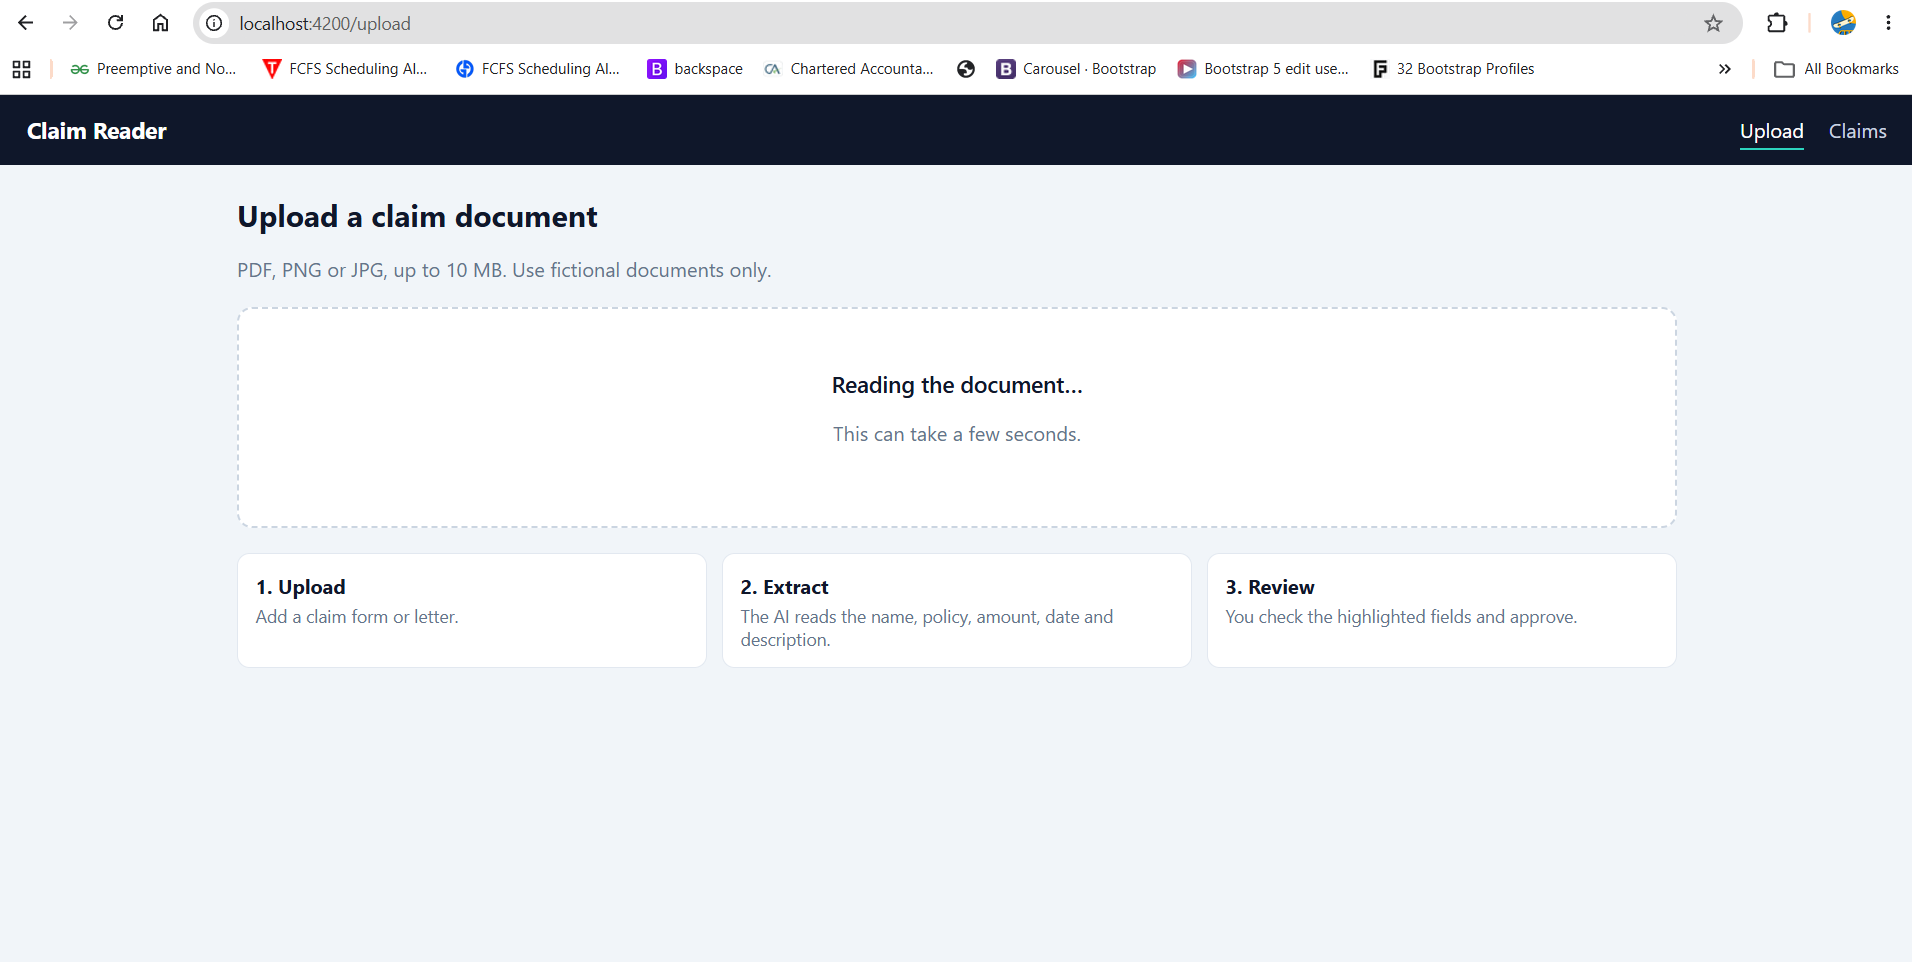 localhost:4200/upload
Preemptive and No... FCFS Scheduling Al... FCFS Scheduling Al... backspace Chartered Accounta... Carousel · Bootstrap Bootstrap 5 edit use... 32 Bootstrap Profiles All Bookmarks
Claim Reader Upload Claims
Upload a claim document
PDF, PNG or JPG, up to 10 MB. Use fictional documents only.
Reading the document...
This can take a few seconds.
1. Upload
Add a claim form or letter.
2. Extract
The AI reads the name, policy, amount, date and
description.
3. Review
You check the highlighted fields and approve.